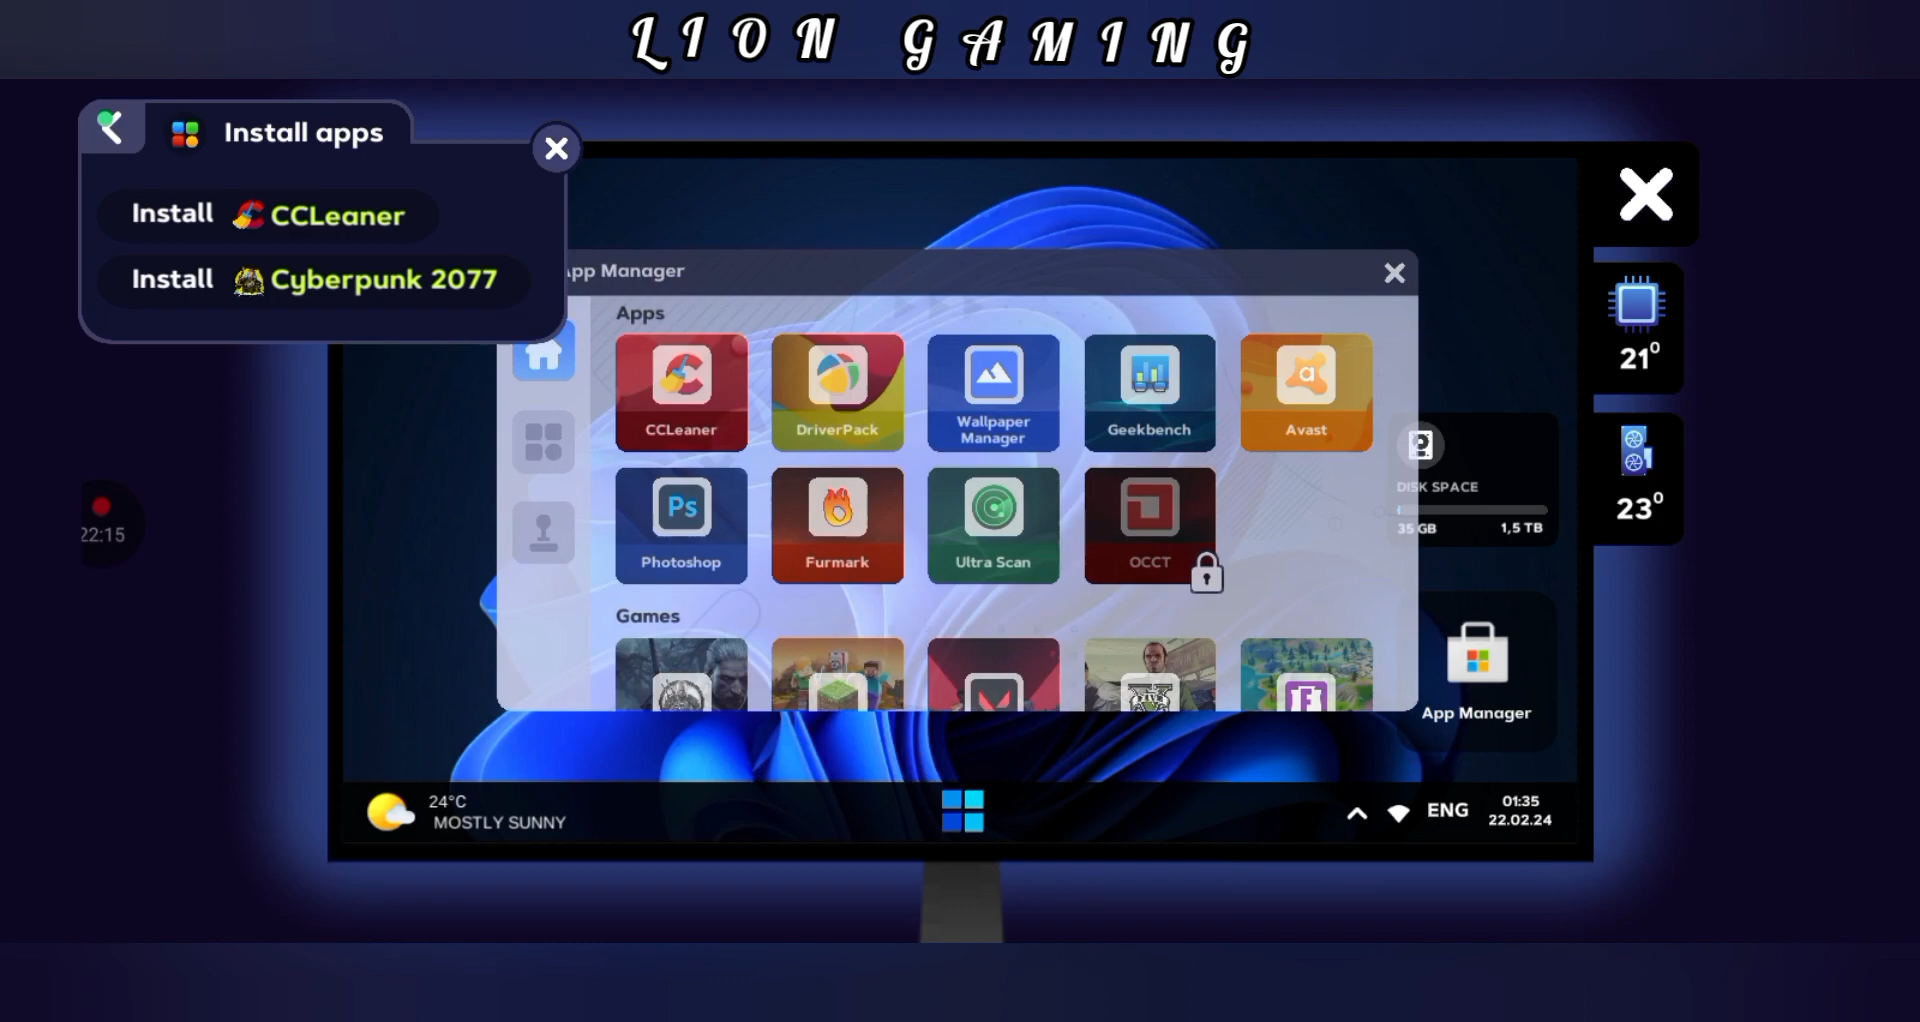 LION GAMING
Install apps
Install CCLeaner
Install Cyberpunk 2077
App Manager
Apps
CCLeaner
DriverPack
Wallpaper
Manager
Geekbench
Avast
Photoshop
Furmark
Ultra Scan
OCCT
Games
22:15
21°
23°
DISK SPACE
35 GB 1,5 TB
App Manager
24°C
MOSTLY SUNNY
ENG
01:35
22.02.24
Ps